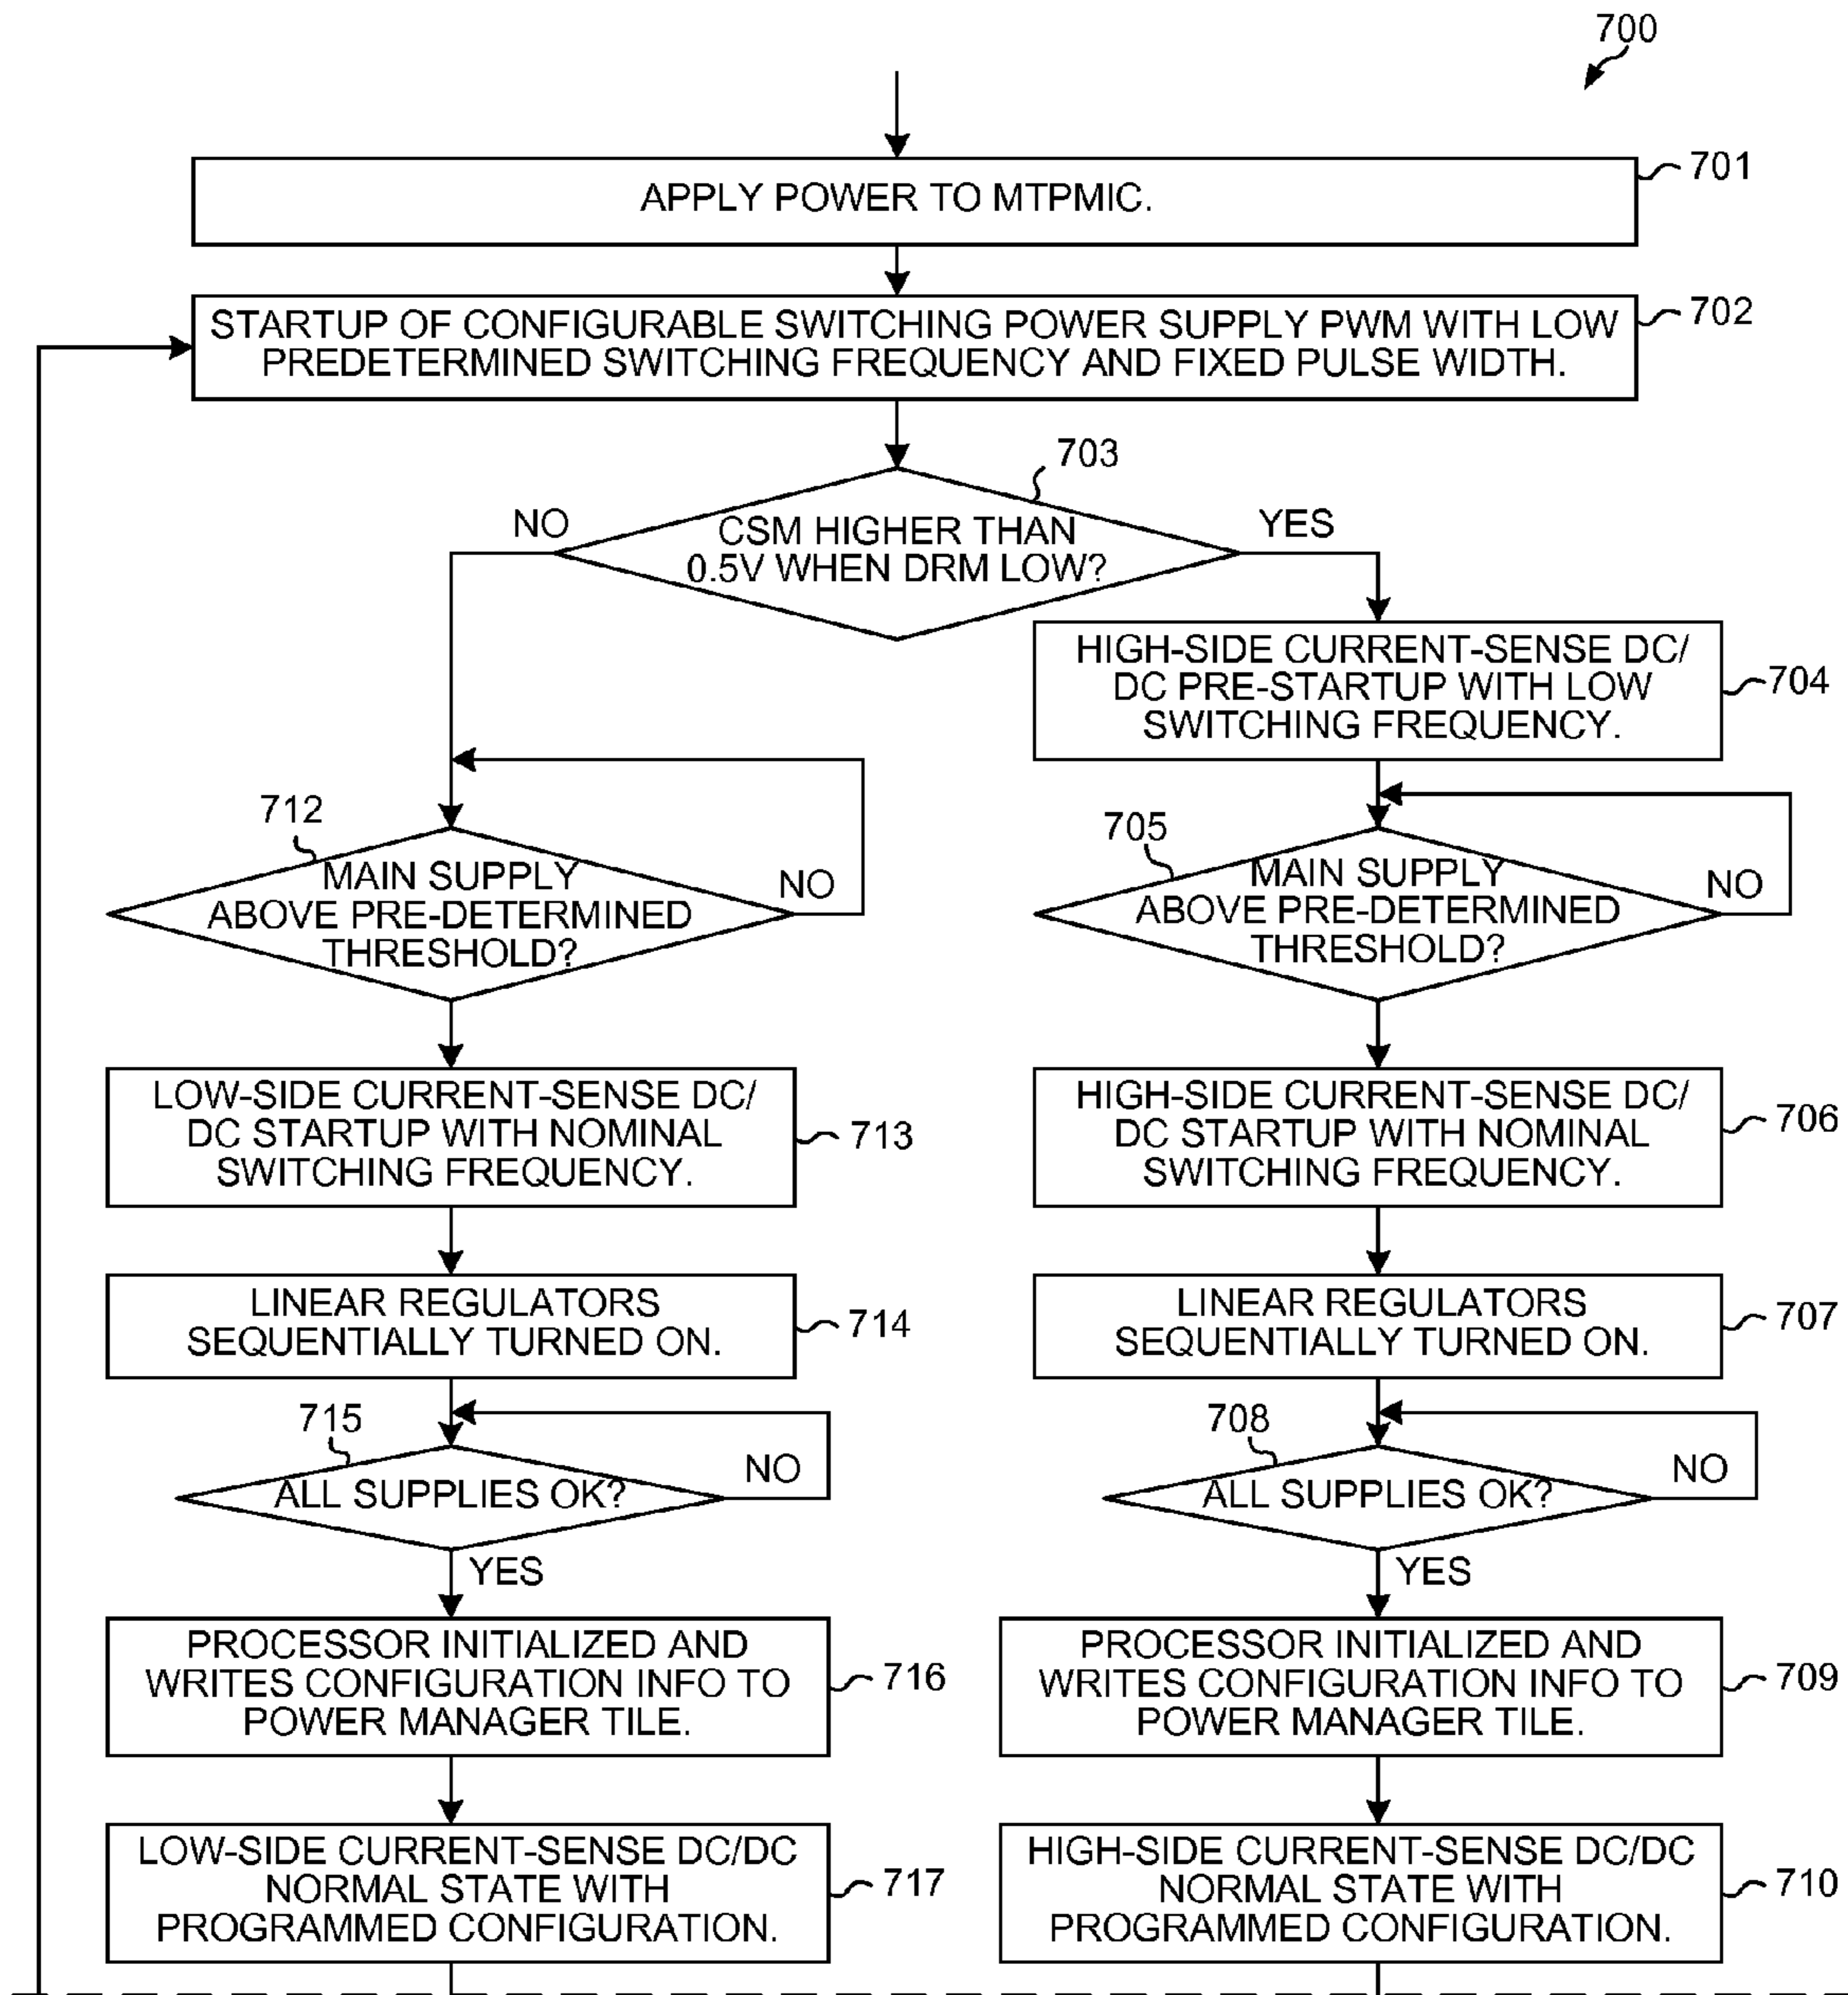 700
APPLY POWER TO MTPMIC.
701
STARTUP OF CONFIGURABLE SWITCHING POWER SUPPLY PWM WITH LOW
PREDETERMINED SWITCHING FREQUENCY AND FIXED PULSE WIDTH.
702
703
NO
CSM HIGHER THAN
0.5V WHEN DRM LOW?
YES
HIGH-SIDE CURRENT-SENSE DC/
DC PRE-STARTUP WITH LOW
SWITCHING FREQUENCY.
704
712
MAIN SUPPLY
ABOVE PRE-DETERMINED
THRESHOLD?
NO
705
MAIN SUPPLY
ABOVE PRE-DETERMINED
THRESHOLD?
NO
LOW-SIDE CURRENT-SENSE DC/
DC STARTUP WITH NOMINAL
SWITCHING FREQUENCY.
713
HIGH-SIDE CURRENT-SENSE DC/
DC STARTUP WITH NOMINAL
SWITCHING FREQUENCY.
706
LINEAR REGULATORS
SEQUENTIALLY TURNED ON.
714
LINEAR REGULATORS
SEQUENTIALLY TURNED ON.
707
715
ALL SUPPLIES OK?
NO
YES
708
ALL SUPPLIES OK?
NO
YES
PROCESSOR INITIALIZED AND
WRITES CONFIGURATION INFO TO
POWER MANAGER TILE.
716
PROCESSOR INITIALIZED AND
WRITES CONFIGURATION INFO TO
POWER MANAGER TILE.
709
LOW-SIDE CURRENT-SENSE DC/DC
NORMAL STATE WITH
PROGRAMMED CONFIGURATION.
717
HIGH-SIDE CURRENT-SENSE DC/DC
NORMAL STATE WITH
PROGRAMMED CONFIGURATION.
710